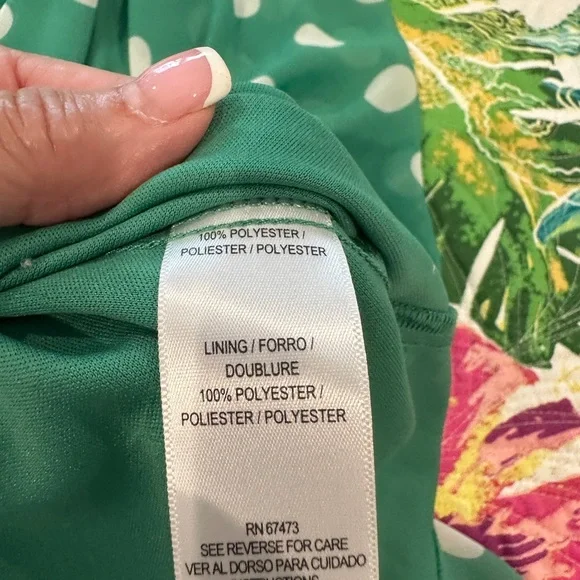 100% POLYESTER /
POLIESTER / POLYESTER
LINING / FORRO /
DOUBLURE
100% POLYESTER /
POLIESTER / POLYESTER
RN 67473
SEE REVERSE FOR CARE
VER AL DORSO PARA CUIDADO
INSTRUCTIONS